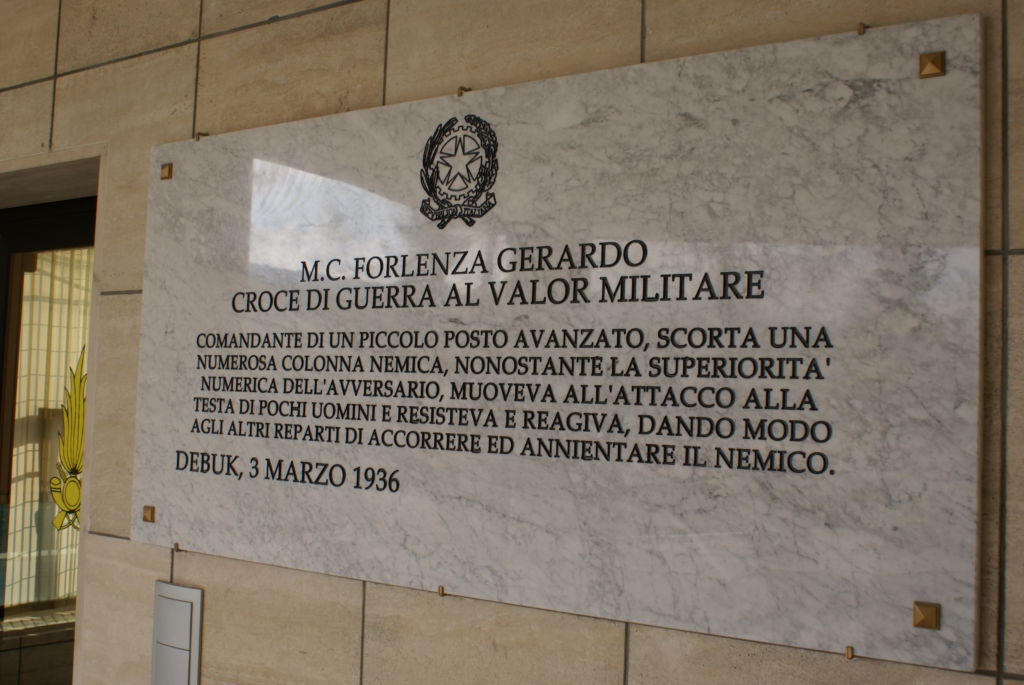 REPUBBLICA ITALIANA
M.C. FORLENZA GERARDO
CROCE DI GUERRA AL VALOR MILITARE
COMANDANTE DI UN PICCOLO POSTO AVANZATO, SCORTA UNA
NUMEROSA COLONNA NEMICA, NONOSTANTE LA SUPERIORITA'
NUMERICA DELL'AVVERSARIO, MUOVEVA ALL'ATTACCO ALLA
TESTA DI POCHI UOMINI E RESISTEVA E REAGIVA, DANDO MODO
AGLI ALTRI REPARTI DI ACCORRERE ED ANNIENTARE IL NEMICO.
DEBUK, 3 MARZO 1936